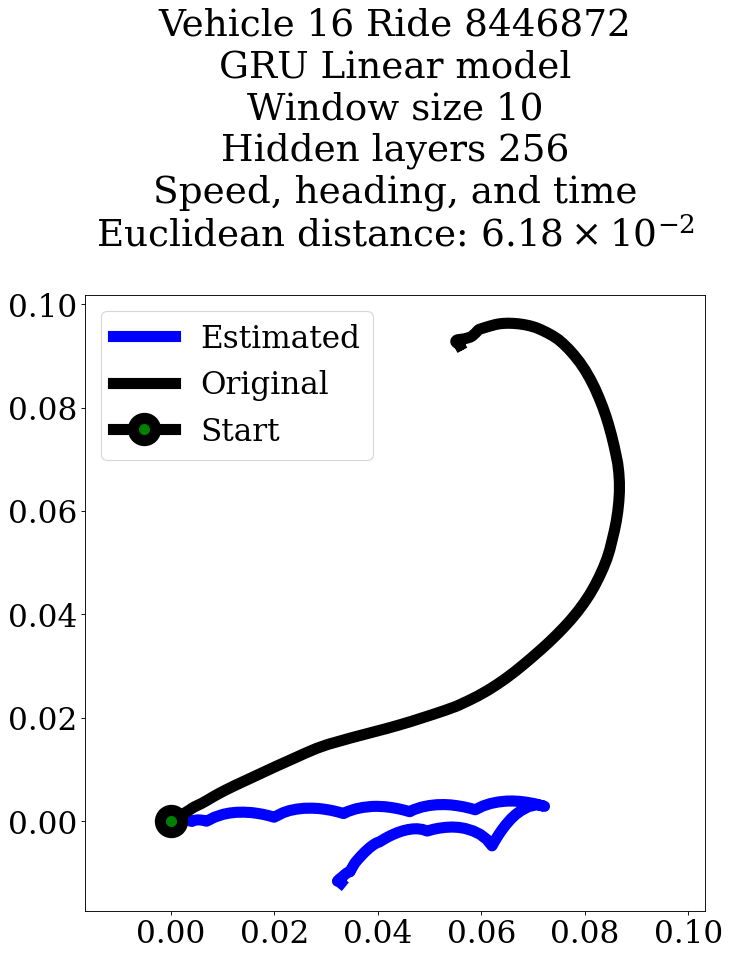 Vehicle 16 Ride 8446872
GRU Linear model
Window size 10
Hidden layers 256
Speed, heading, and time
Euclidean distance: 6.18 × 10⁻²
0.10
0.08
0.06
0.04
0.02
0.00
Estimated
Original
Start
0.00 0.02 0.04 0.06 0.08 0.10